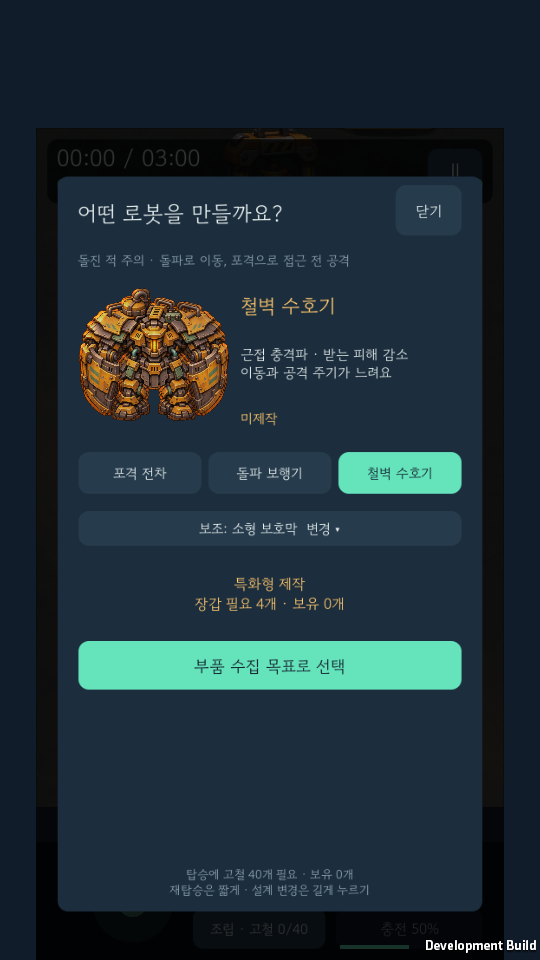 00:00 / 03:00
||
어떤 로봇을 만들까요?
닫기
돌진 적 주의 · 돌파로 이동, 포격으로 접근 전 공격
철벽 수호기
근접 충격파 · 받는 피해 감소
이동과 공격 주기가 느려요
미제작
포격 전차
돌파 보행기
철벽 수호기
보조: 소형 보호막 변경 ▾
특화형 제작
장갑 필요 4개 · 보유 0개
부품 수집 목표로 선택
탑승에 고철 40개 필요 · 보유 0개
재탑승은 짧게 · 설계 변경은 길게 누르기
조립 · 고철 0/40
충전 50%
Development Build